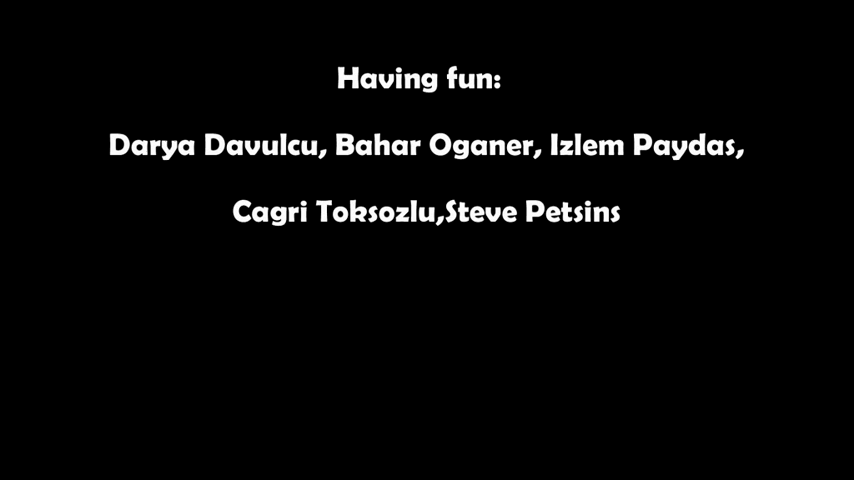 Having fun:
Darya Davulcu, Bahar Oganer, Izlem Paydas,
Cagri Toksozlu,Steve Petsins